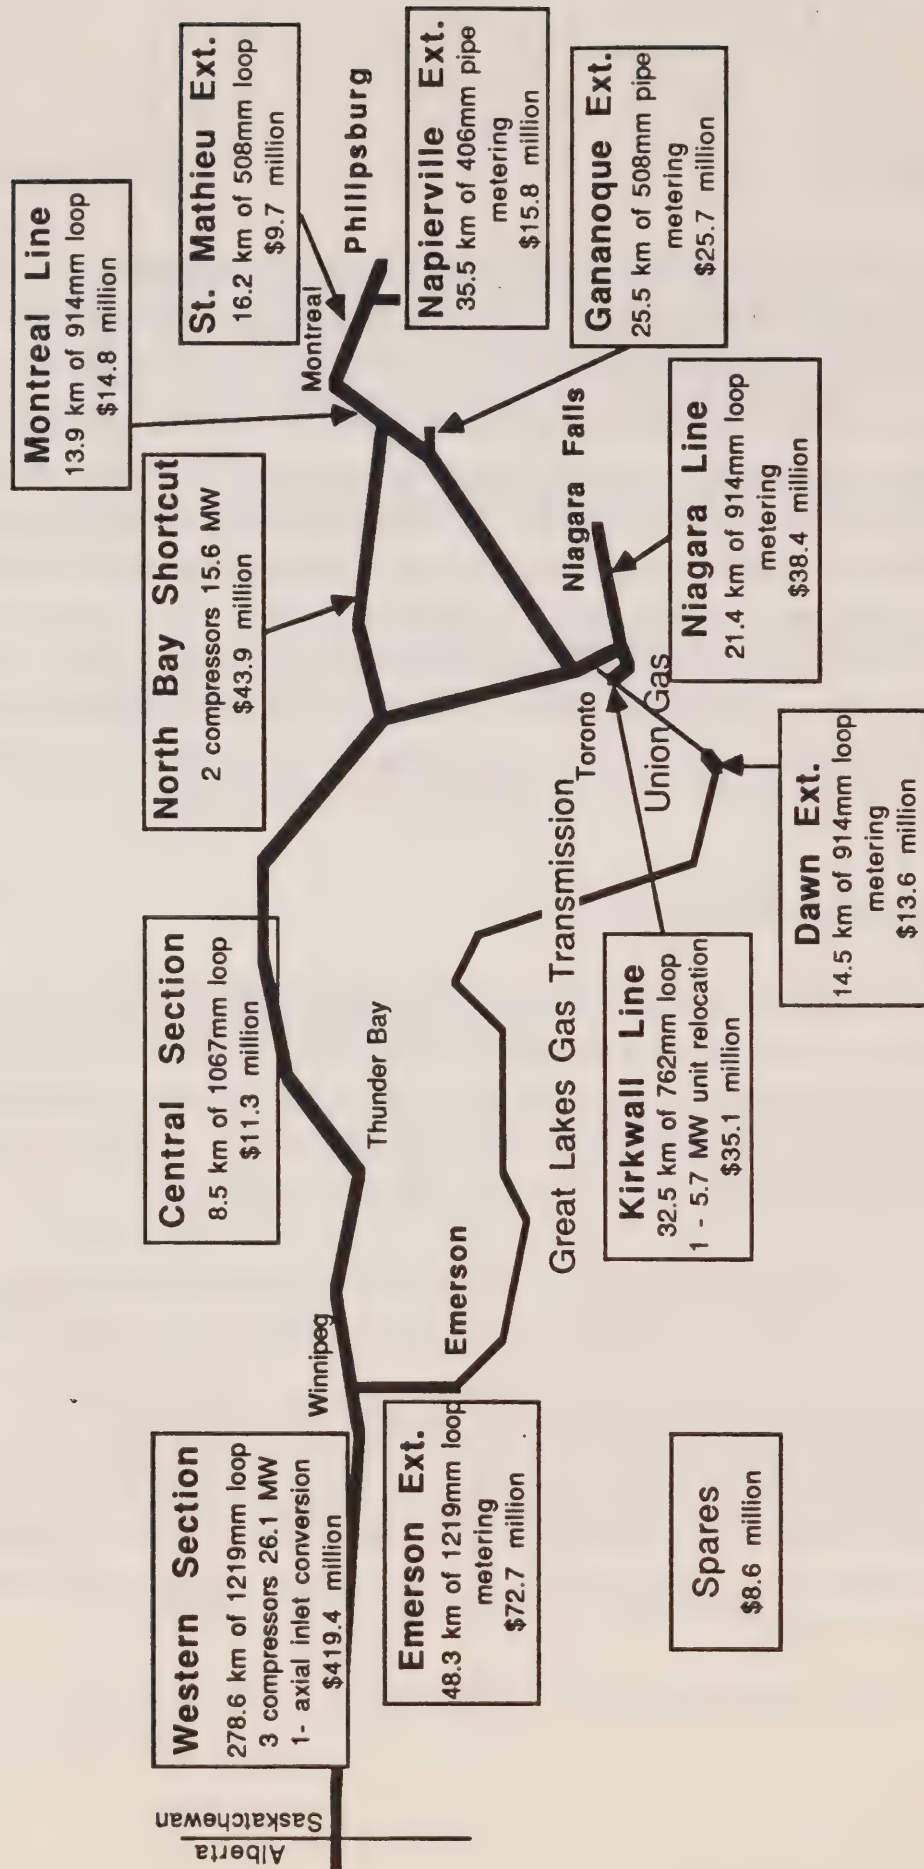 Montreal Line
13.9 km of 914mm loop
$14.8 million
St. Mathieu Ext.
16.2 km of 508mm loop
$9.7 million
North Bay Shortcut
2 compressors 15.6 MW
$43.9 million
Central Section
8.5 km of 1067mm loop
$11.3 million
Western Section
278.6 km of 1219mm loop
3 compressors 26.1 MW
1- axial inlet conversion
$419.4 million
Alberta
Saskatchewan
Winnipeg
Thunder Bay
Montreal
Philipsburg
Napierville Ext.
35.5 km of 406mm pipe
metering
$15.8 million
Emerson Ext.
48.3 km of 1219mm loop
metering
$72.7 million
Emerson
Great Lakes Gas Transmission
Toronto
Union Gas
Niagara Falls
Gananoque Ext.
25.5 km of 508mm pipe
metering
$25.7 million
Kirkwall Line
32.5 km of 762mm loop
1 - 5.7 MW unit relocation
$35.1 million
Niagara Line
21.4 km of 914mm loop
metering
$38.4 million
Dawn Ext.
14.5 km of 914mm loop
metering
$13.6 million
Spares
$8.6 million